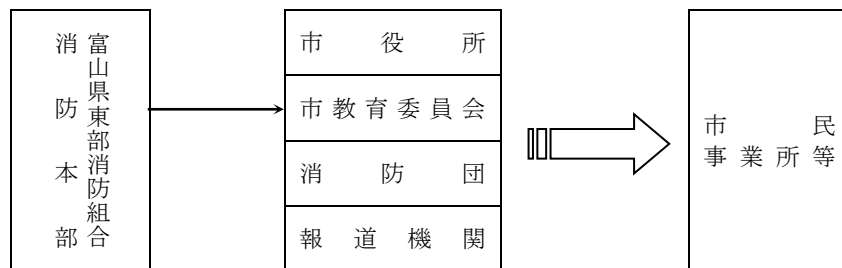 富山県東部消防組合
消防本部
市役所
市教育委員会
消防団
報道機関
市民
事業所等